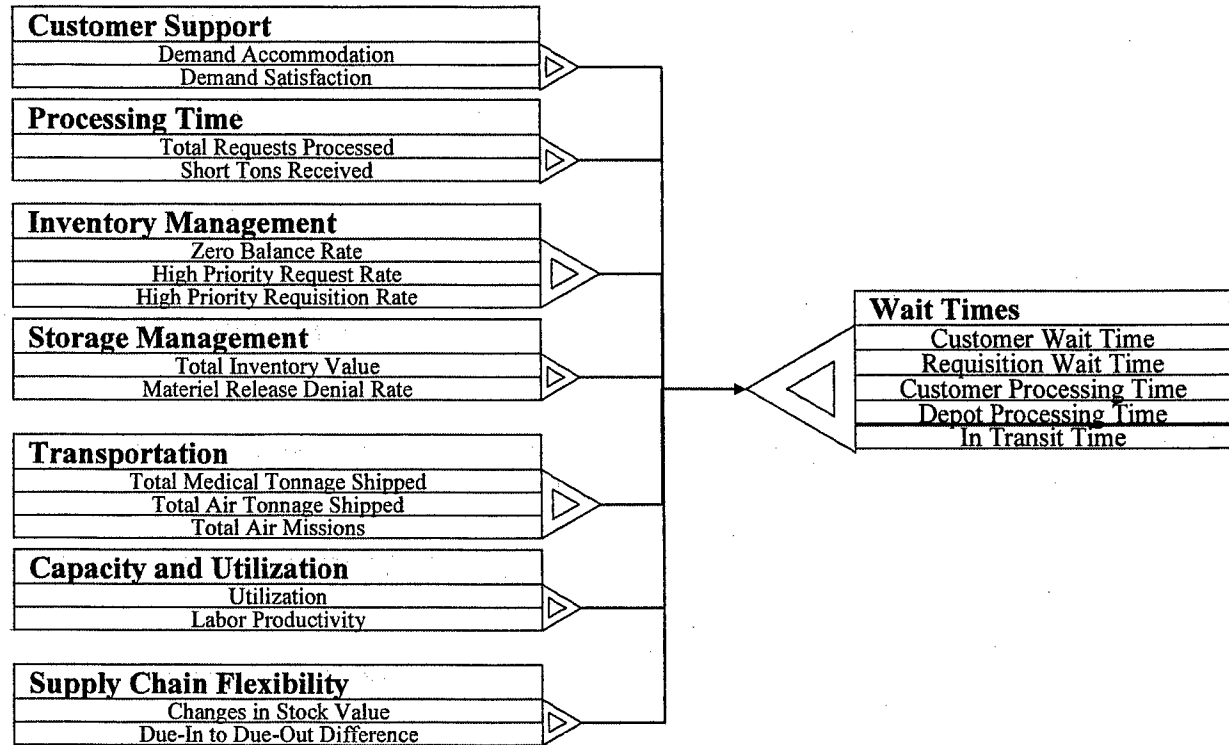 Customer Support
Demand Accommodation
Demand Satisfaction
Processing Time
Total Requests Processed
Short Tons Received
Inventory Management
Zero Balance Rate
High Priority Request Rate
High Priority Requisition Rate
Storage Management
Total Inventory Value
Materiel Release Denial Rate
Transportation
Total Medical Tonnage Shipped
Total Air Tonnage Shipped
Total Air Missions
Capacity and Utilization
Utilization
Labor Productivity
Supply Chain Flexibility
Changes in Stock Value
Due-In to Due-Out Difference
Wait Times
Customer Wait Time
Requisition Wait Time
Customer Processing Time
Depot Processing Time
In Transit Time